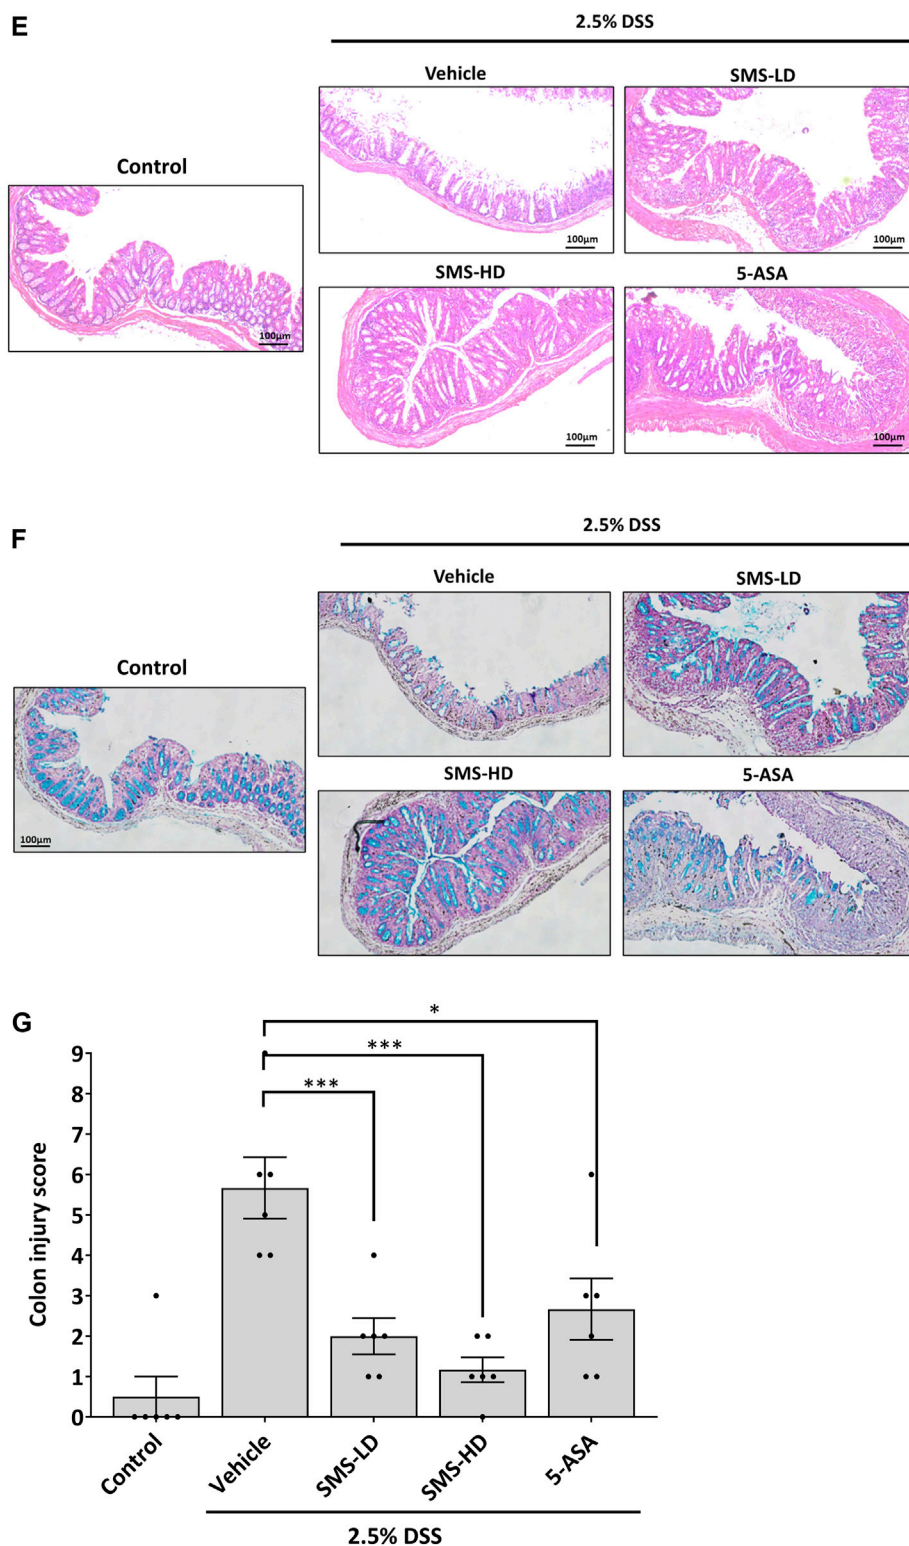 E
2.5% DSS
Vehicle
SMS-LD
Control
100μm
100μm
SMS-HD
5-ASA
100μm
100μm
100μm
F
2.5% DSS
Vehicle
SMS-LD
Control
SMS-HD
5-ASA
100μm
G
*
***
***
9
8
7
6
5
4
3
2
1
0
Colon injury score
Control
Vehicle
SMS-LD
SMS-HD
5-ASA
2.5% DSS